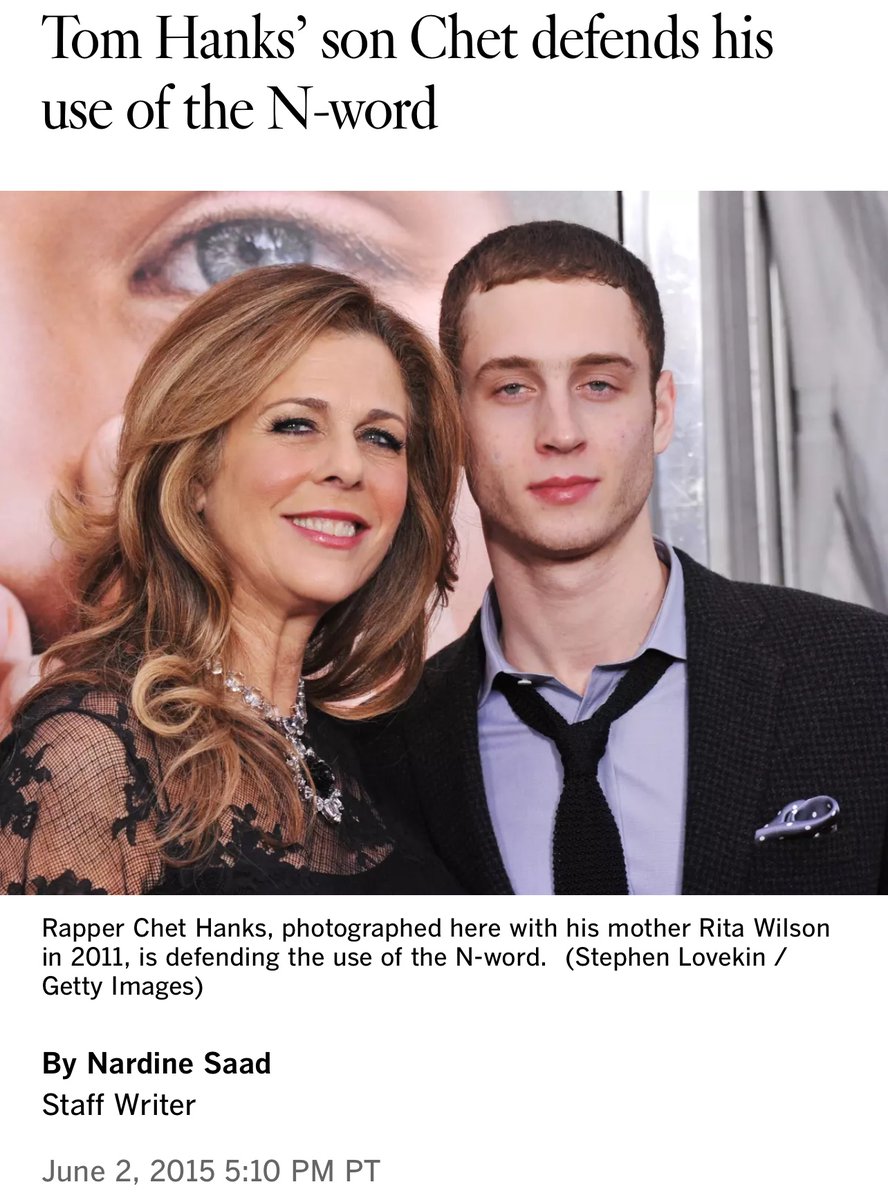 Tom Hanks’ son Chet defends his
use of the N-word
Rapper Chet Hanks, photographed here with his mother Rita Wilson
in 2011, is defending the use of the N-word.  (Stephen Lovekin /
Getty Images)
By Nardine Saad
Staff Writer
June 2, 2015 5:10 PM PT